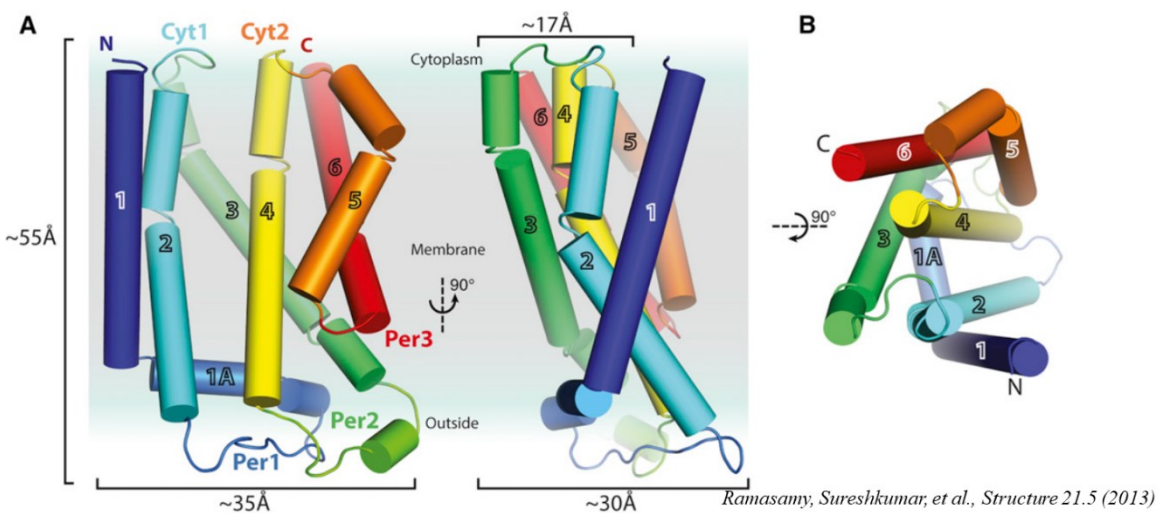 A
B
~17Å
N
Cyt1
Cyt2
C
Cytoplasm
6
4
5
1
3
4
6
5
2
~55Å
Membrane
90°
3
2
1
Per3
1A
Per2
Outside
Per1
~35Å
~30Å
C
6
5
90°
3
4
1A
2
1
N
Ramasamy, Sureshkumar, et al., Structure 21.5 (2013)